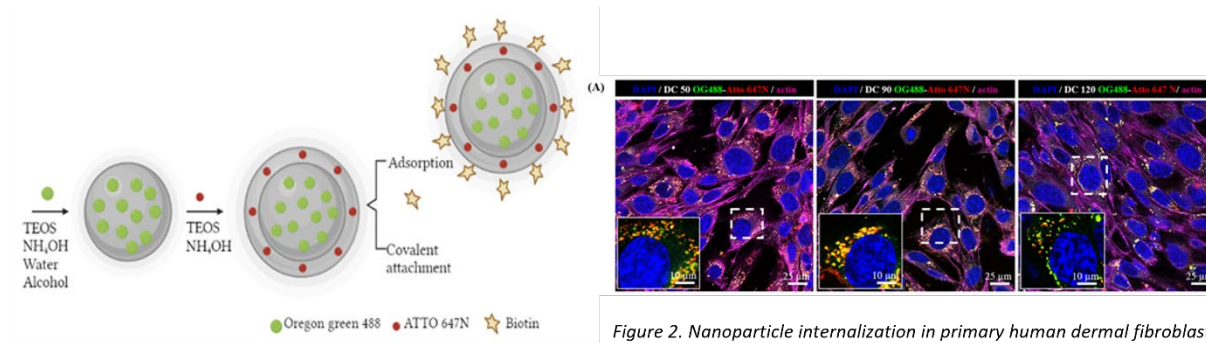 TEOS
NH₄OH
Water
Alcohol
TEOS
NH₄OH
Adsorption
Covalent
attachment
Oregon green 488
ATTO 647N
Biotin
(A)
DAPI / DC 50 OG488-Atto 647N / actin
DAPI / DC 90 OG488-Atto 647N / actin
DAPI / DC 120 OG488-Atto 647 N / actin
10 µm
25 µm
10 µm
25 µm
10 µm
25 µm
Figure 2. Nanoparticle internalization in primary human dermal fibroblas